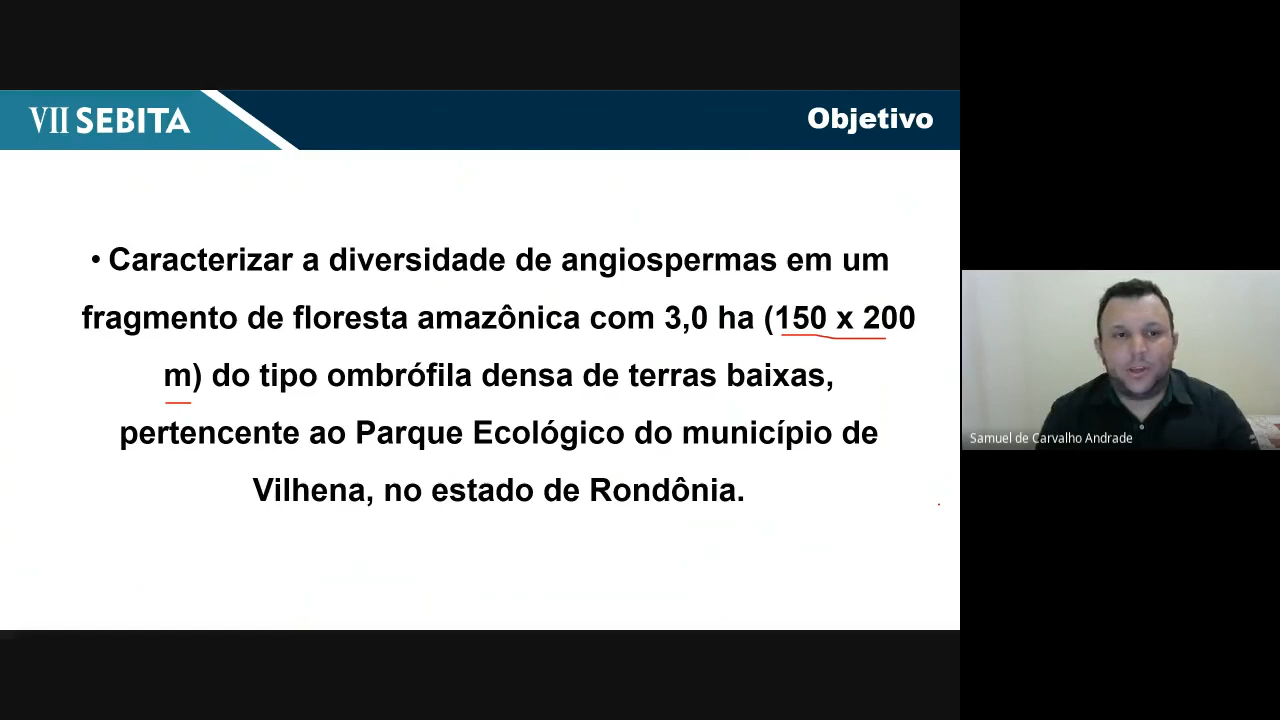 VII SEBITA
Objetivo
• Caracterizar a diversidade de angiospermas em um
fragmento de floresta amazônica com 3,0 ha (150 x 200
m) do tipo ombrófila densa de terras baixas,
pertencente ao Parque Ecológico do município de
Vilhena, no estado de Rondônia.
Samuel de Carvalho Andrade